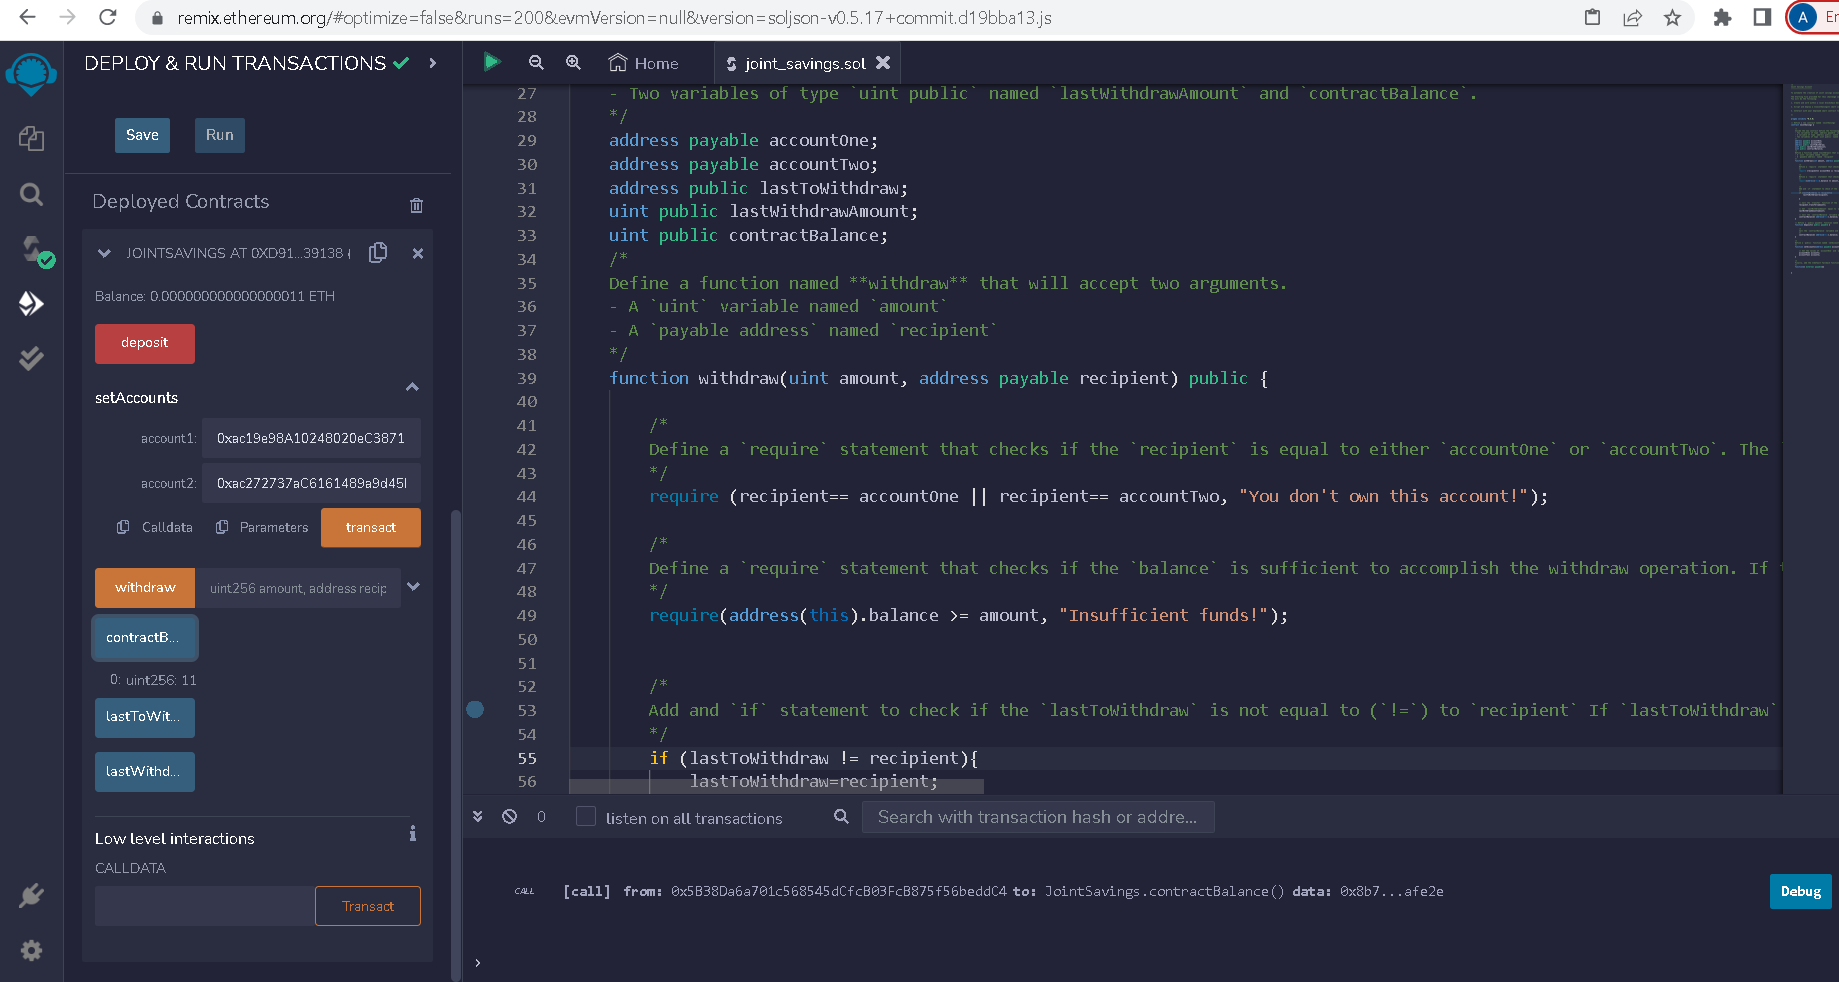 remix.ethereum.org/#optimize=false&runs=200&evmVersion=null&version=soljson-v0.5.17+commit.d19bba13.js
A
DEPLOY & RUN TRANSACTIONS
Save
Run
Deployed Contracts
JOINTSAVINGS AT 0XD91...39138 (
Balance: 0.000000000000000011 ETH
deposit
setAccounts
account1:
0xac19e98A10248020eC3871
account2:
0xac272737aC6161489a9d45
Calldata
Parameters
transact
withdraw
uint256 amount, address recip
contractB...
0: uint256: 11
lastToWit...
lastWithd...
Low level interactions
i
CALLDATA
Transact
Home
joint_savings.sol
27 - Two variables of type `uint public` named `lastWithdrawAmount` and `contractBalance`.
28 */
29 address payable accountOne;
30 address payable accountTwo;
31 address public lastToWithdraw;
32 uint public lastWithdrawAmount;
33 uint public contractBalance;
34 /*
35 Define a function named **withdraw** that will accept two arguments.
36 - A `uint` variable named `amount`
37 - A `payable address` named `recipient`
38 */
39 function withdraw(uint amount, address payable recipient) public {
40
41 /*
42 Define a `require` statement that checks if the `recipient` is equal to either `accountOne` or `accountTwo`. The `
43 */
44 require (recipient== accountOne || recipient== accountTwo, "You don't own this account!");
45
46 /*
47 Define a `require` statement that checks if the `balance` is sufficient to accomplish the withdraw operation. If
48 */
49 require(address(this).balance >= amount, "Insufficient funds!");
50
51
52 /*
53 Add and `if` statement to check if the `lastToWithdraw` is not equal to (`!=`) to `recipient` If `lastToWithdraw`
54 */
55 if (lastToWithdraw != recipient){
56 lastToWithdraw=recipient;
0
listen on all transactions
Search with transaction hash or addre...
CALL
[call] from: 0x5B38Da6a701c568545dCfcB03FcB875f56beddC4 to: JointSavings.contractBalance() data: 0x8b7...afe2e
Debug
>